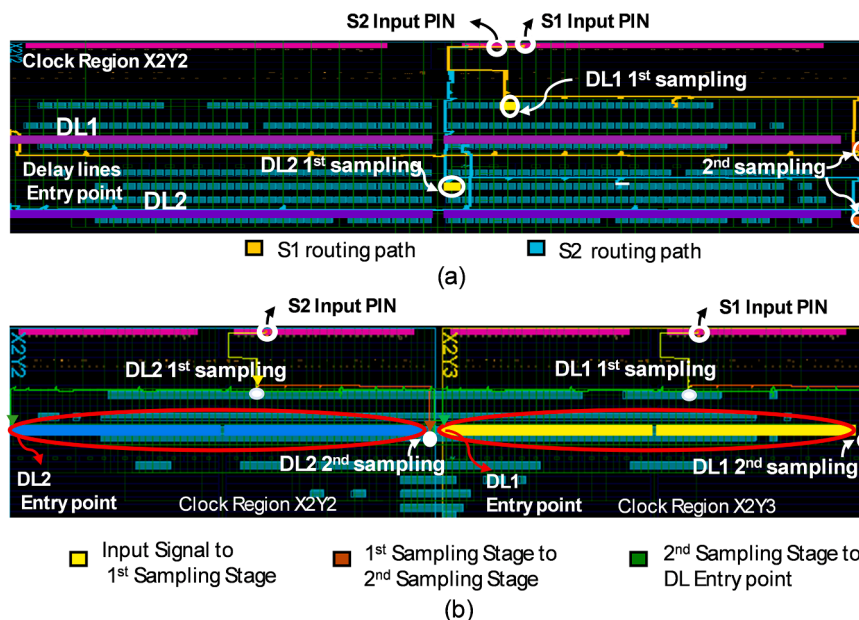 S2 Input PIN
S1 Input PIN
X2Y2
Clock Region X2Y2
DL1 1st sampling
DL1
DL2 1st sampling
2nd sampling
Delay lines
Entry point
DL2
S1 routing path
S2 routing path
(a)
S2 Input PIN
S1 Input PIN
X2Y2
X2Y3
DL2 1st sampling
DL1 1st sampling
DL2 2nd sampling
DL1 2nd sampling
DL2
Entry point
DL1
Entry point
Clock Region X2Y2
Clock Region X2Y3
Input Signal to
1st Sampling Stage
1st Sampling Stage to
2nd Sampling Stage
2nd Sampling Stage to
DL Entry point
(b)